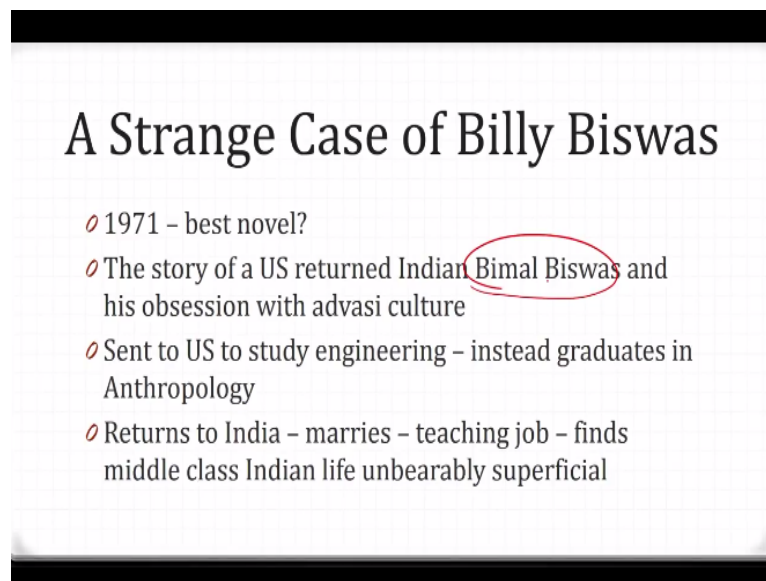 A Strange Case of Billy Biswas
1971 – best novel?
The story of a US returned Indian Bimal Biswas and
his obsession with advasi culture
Sent to US to study engineering – instead graduates in
Anthropology
Returns to India – marries – teaching job – finds
middle class Indian life unbearably superficial